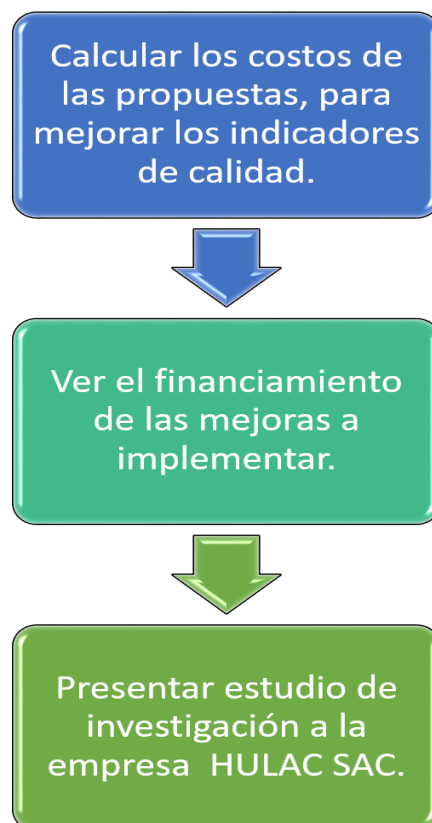 Calcular los costos de
las propuestas, para
mejorar los indicadores
de calidad.
Ver el financiamiento
de las mejoras a
implementar.
Presentar estudio de
investigación a la
empresa  HULAC SAC.